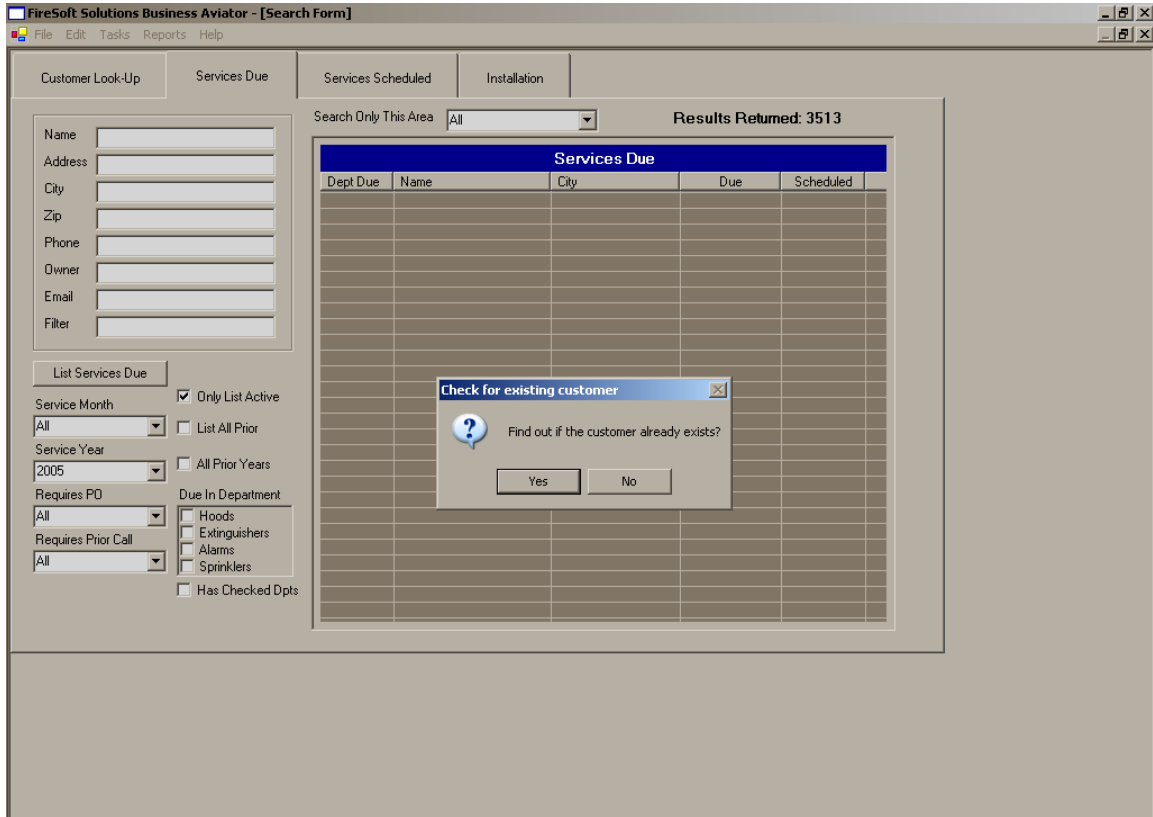 FireSoft Solutions Business Aviator - [Search Form]
File Edit Tasks Reports Help
Customer Look-Up Services Due Services Scheduled Installation
Search Only This Area All Results Returned: 3513
Name
Address
City
Zip
Phone
Owner
Email
Filter
Services Due
Dept Due Name City Due Scheduled
List Services Due
Only List Active
Service Month
All
List All Prior
Service Year
2005
All Prior Years
Requires PO
All
Due In Department
Hoods
Extinguishers
Alarms
Sprinklers
Requires Prior Call
All
Has Checked Dpts
Check for existing customer
Find out if the customer already exists?
Yes No